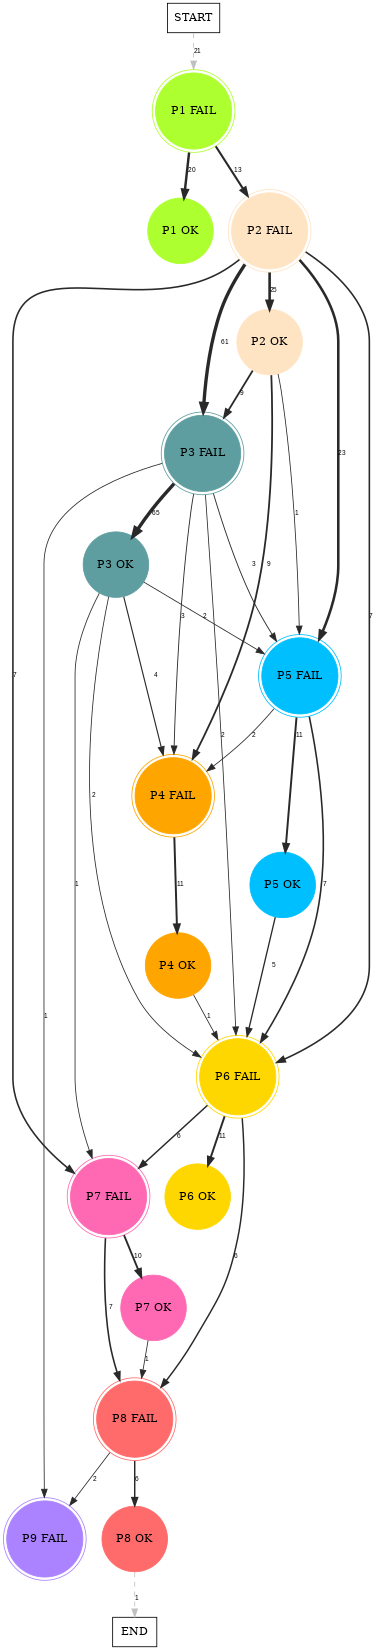 START
21
P1 FAIL
20
13
P1 OK
P2 FAIL
25
P2 OK
61
9
23
P3 FAIL
65
1
P3 OK
3
9
4
3
2
7
7
P5 FAIL
2
2
11
P4 FAIL
2
11
1
P5 OK
7
P4 OK
5
1
1
P6 FAIL
6
11
P7 FAIL
P6 OK
10
6
7
P7 OK
1
P8 FAIL
2
6
P9 FAIL
P8 OK
1
END